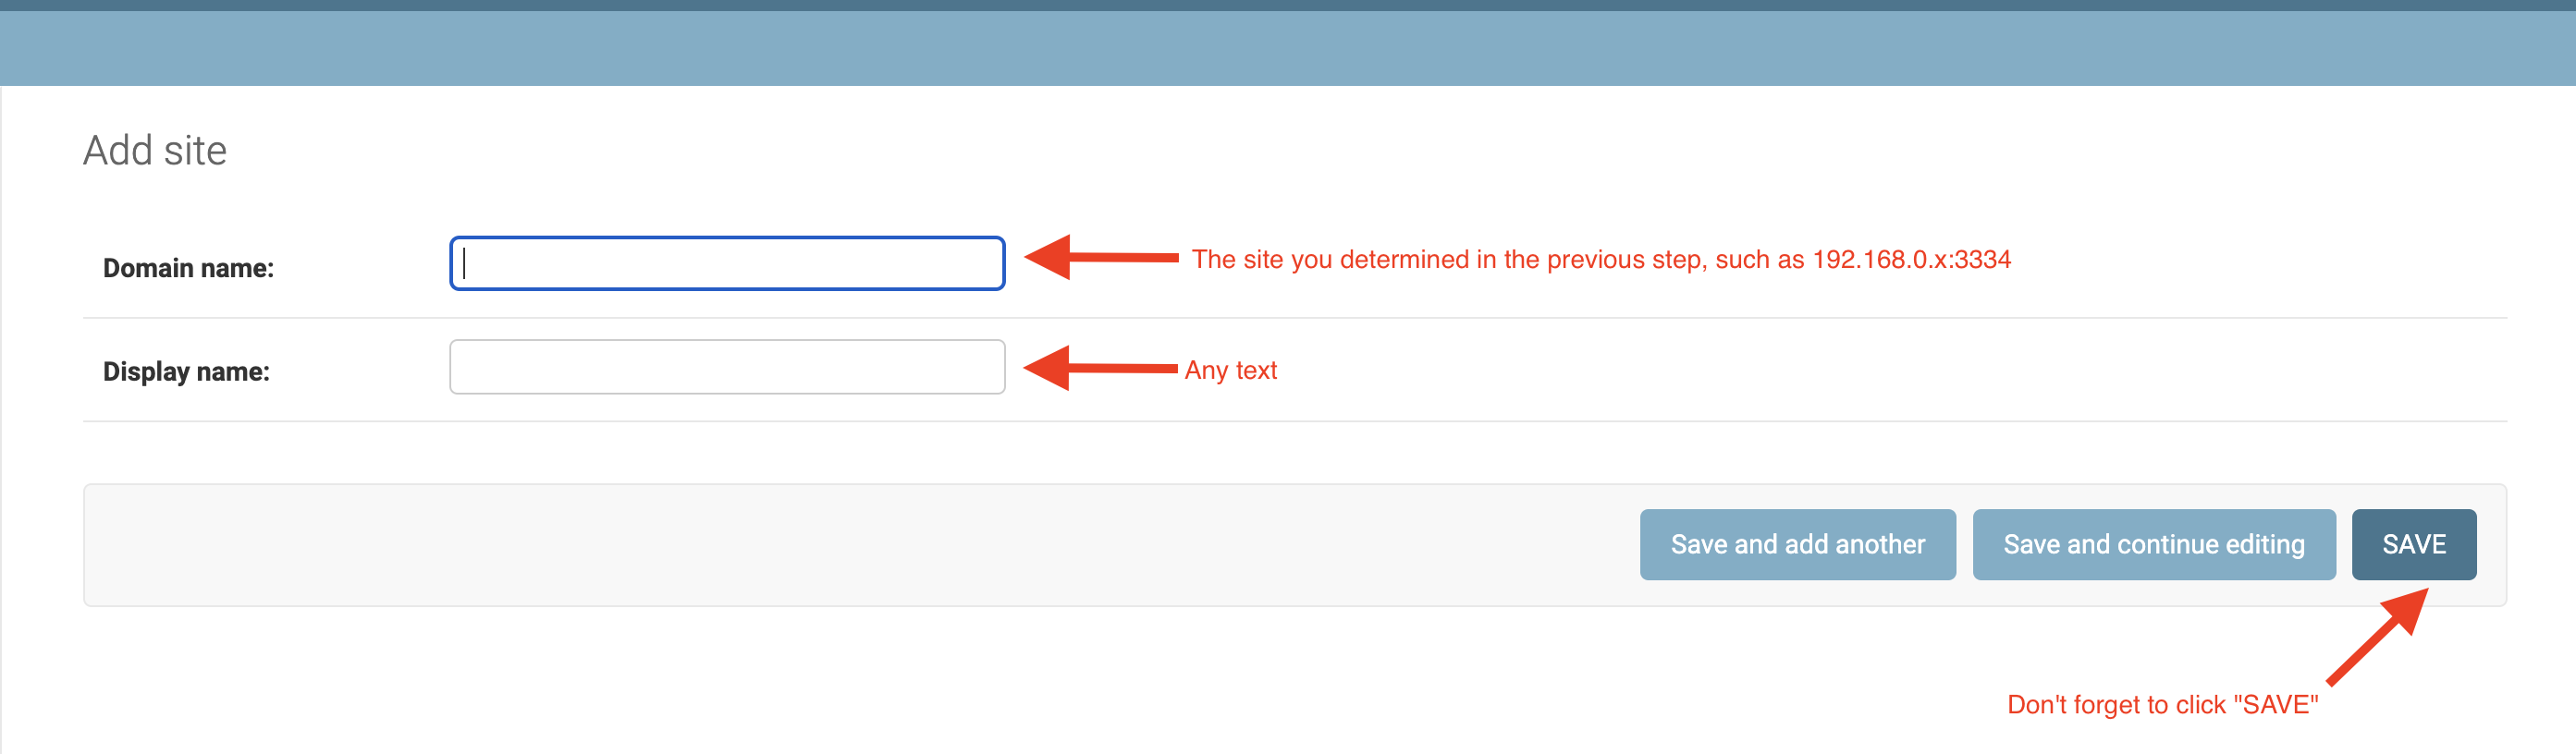 Add site
Domain name:
The site you determined in the previous step, such as 192.168.0.x:3334
Display name:
Any text
Save and add another
Save and continue editing
SAVE
Don't forget to click "SAVE"